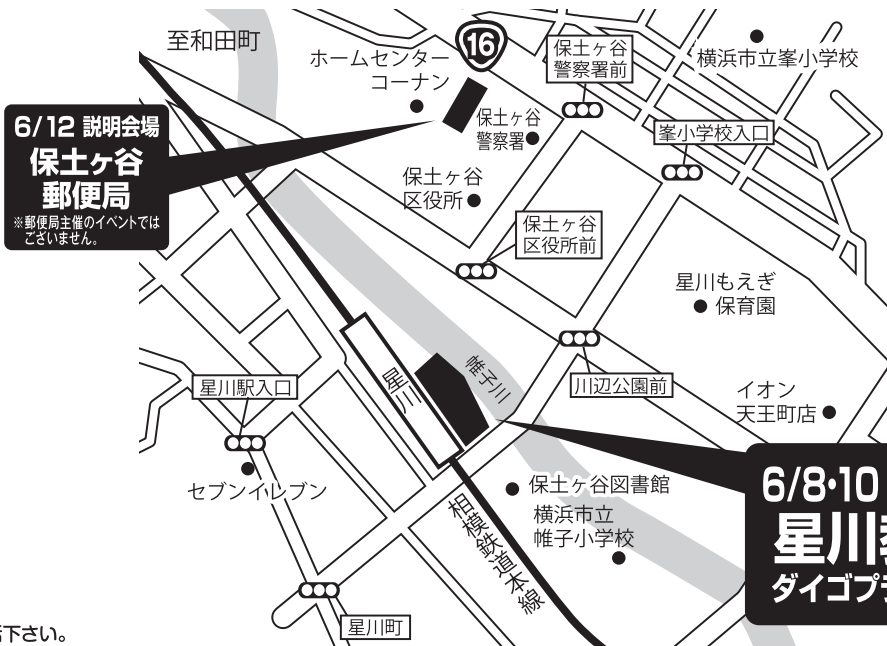 至和田町
ホームセンター
コーナン
16
保土ヶ谷
警察署前
横浜市立峯小学校
6/12 説明会場
保土ヶ谷
郵便局
※郵便局主催のイベントでは
ございません。
保土ヶ谷
警察署
峯小学校入口
保土ヶ谷
区役所
保土ヶ谷
区役所前
星川もえぎ
保育園
星川
帷子川
星川駅入口
川辺公園前
イオン
天王町店
セブンイレブン
保土ヶ谷図書館
横浜市立
帷子小学校
相模鉄道本線
6/8・10
星川
ダイゴプ
星川町
下さい。